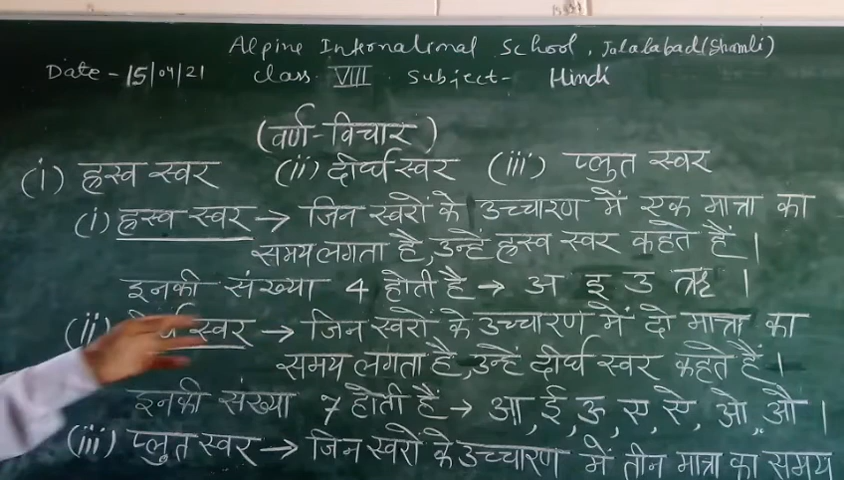 Alpine International School, Jalalabad (Shamli)
Date - 15/04/21 Class VIII Subject- Hindi
(वर्ण-विचार)
(i) ह्रस्व स्वर (ii) दीर्घ स्वर (iii) प्लुत स्वर
(i) ह्रस्व स्वर → जिन स्वरों के उच्चारण में एक मात्रा का
समय लगता है, उन्हें ह्रस्व स्वर कहते हैं ।
इनकी संख्या 4 होती है → अ इ उ ऋ ।
(ii) स्वर → जिन स्वरों के उच्चारण में दो मात्रा का
समय लगता है, उन्हें दीर्घ स्वर कहते हैं ।
इनकी संख्या 7 होती हैं → आ, ई, ऊ, ए, ऐ, ओ, औ ।
(iii) प्लुत स्वर → जिन स्वरों के उच्चारण में तीन मात्रा का समय